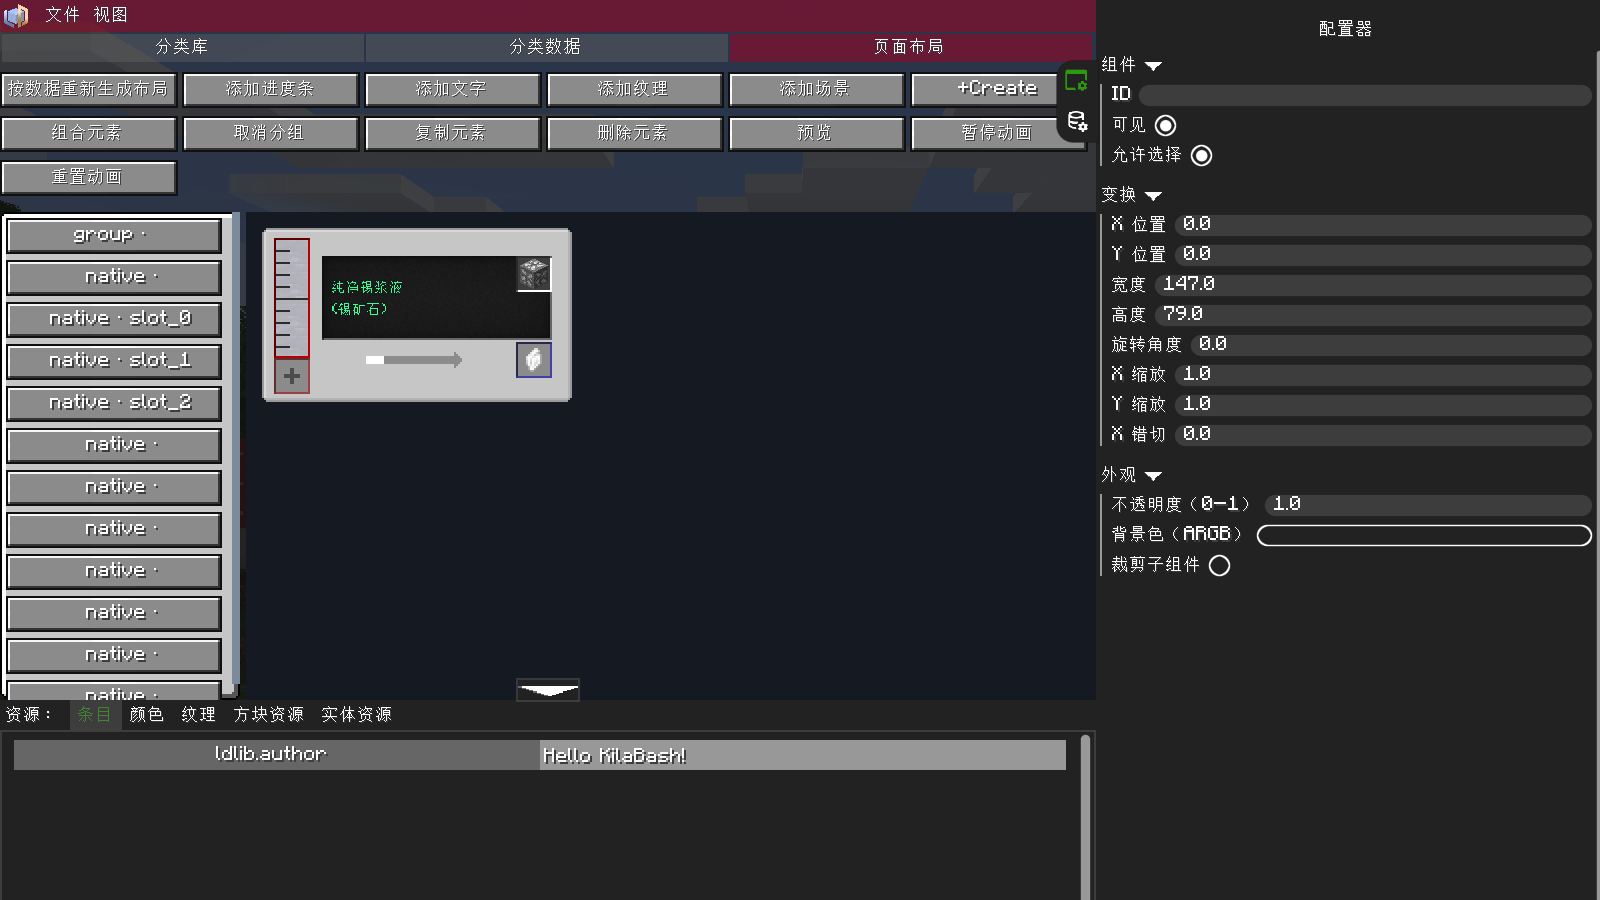 文件 视图
配置器
分类库 分类数据 页面布局
按数据重新生成布局 添加进度条 添加文字 添加纹理 添加场景 +Create
组合元素 取消分组 复制元素 删除元素 预览 暂停动画
重置动画
group ·
native ·
native · slot_0
native · slot_1
native · slot_2
native ·
native ·
native ·
native ·
native ·
native ·
native ·
纯净锡浆液
(锡矿石)
组件
ID
可见
允许选择
变换
X 位置 0.0
Y 位置 0.0
宽度 147.0
高度 79.0
旋转角度 0.0
X 缩放 1.0
Y 缩放 1.0
X 错切 0.0
外观
不透明度（0-1） 1.0
背景色（ARGB）
裁剪子组件
资源： 条目 颜色 纹理 方块资源 实体资源
ldlib.author Hello KilaBash!